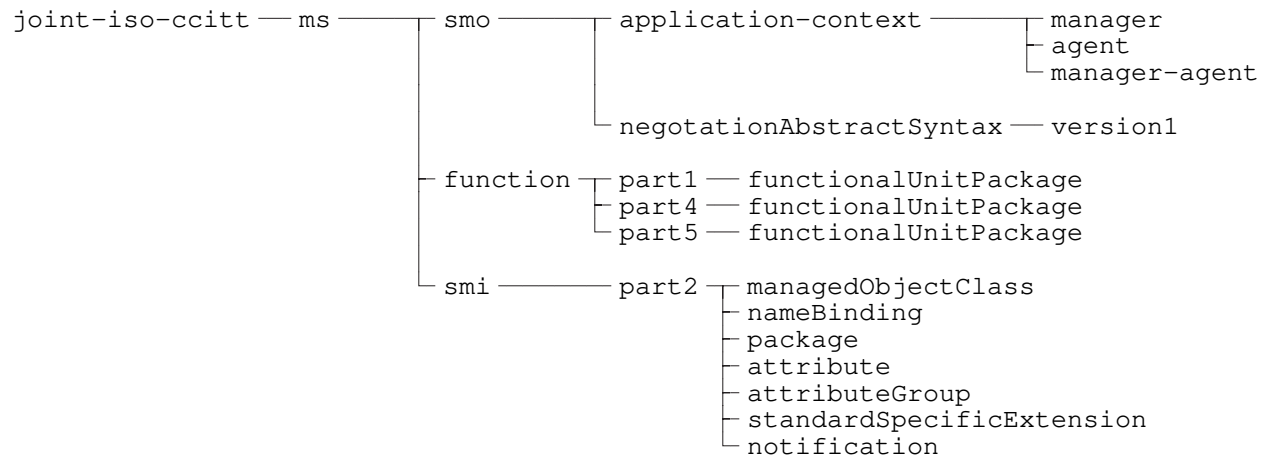 joint-iso-ccitt ms smo application-context manager
agent
manager-agent
negotationAbstractSyntax version1
function part1 functionalUnitPackage
part4 functionalUnitPackage
part5 functionalUnitPackage
smi part2 managedObjectClass
nameBinding
package
attribute
attributeGroup
standardSpecificExtension
notification